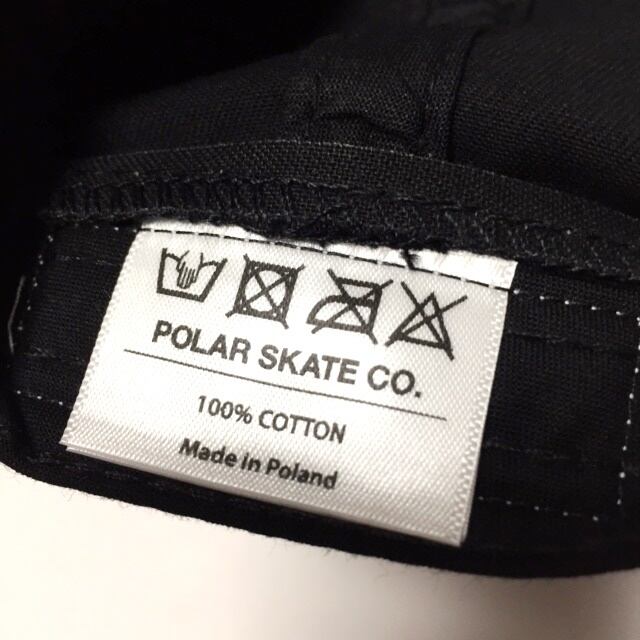 POLAR SKATE CO.
100% COTTON
Made in Poland